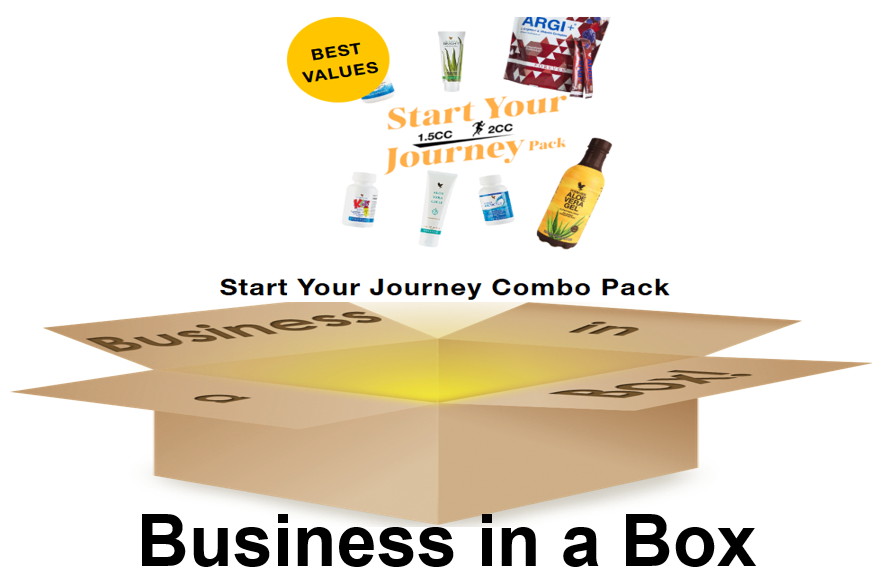 BEST
VALUES
ARGI+
FOREVER
Start Your
1.5CC 2CC
Journey Pack
ALOE
VERA
GEL
Start Your Journey Combo Pack
Business in
a Box!
Business in a Box